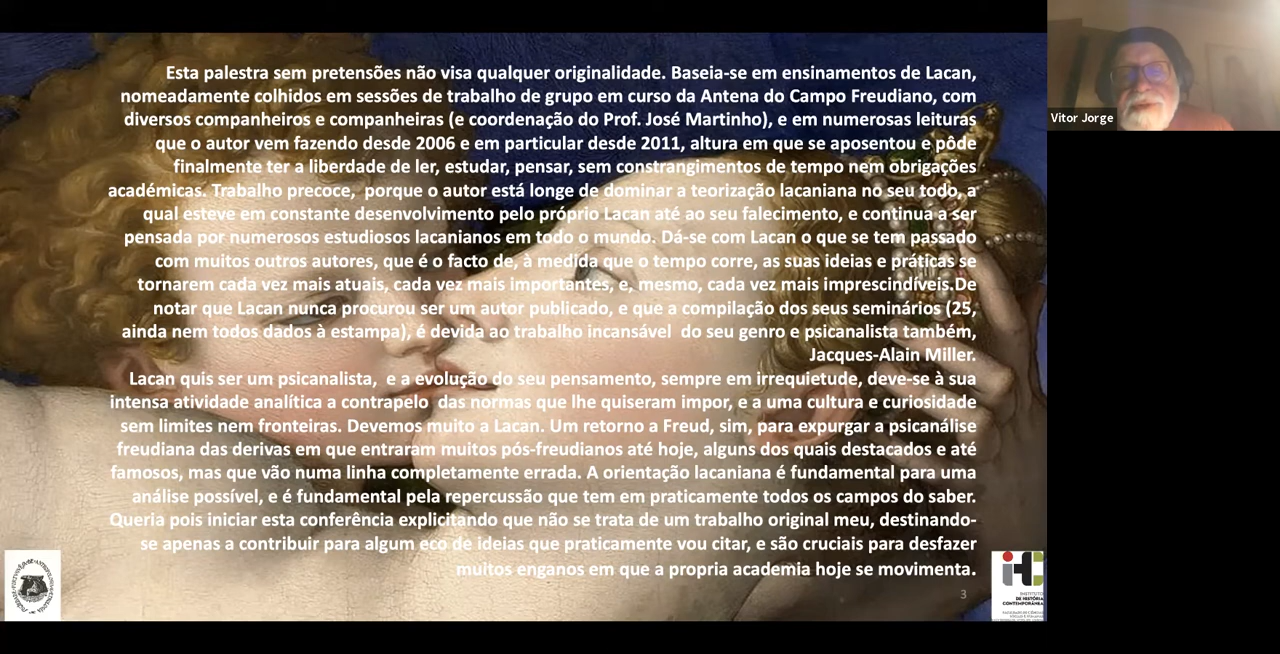 Esta palestra sem pretensões não visa qualquer originalidade. Baseia-se em ensinamentos de Lacan,
nomeadamente colhidos em sessões de trabalho de grupo em curso da Antena do Campo Freudiano, com
diversos companheiros e companheiras (e coordenação do Prof. José Martinho), e em numerosas leituras
que o autor vem fazendo desde 2006 e em particular desde 2011, altura em que se aposentou e pôde
finalmente ter a liberdade de ler, estudar, pensar, sem constrangimentos de tempo nem obrigações
académicas. Trabalho precoce, porque o autor está longe de dominar a teorização lacaniana no seu todo, a
qual esteve em constante desenvolvimento pelo próprio Lacan até ao seu falecimento, e continua a ser
pensada por numerosos estudiosos lacanianos em todo o mundo. Dá-se com Lacan o que se tem passado
com muitos outros autores, que é o facto de, à medida que o tempo corre, as suas ideias e práticas se
tornarem cada vez mais atuais, cada vez mais importantes, e, mesmo, cada vez mais imprescindíveis.De
notar que Lacan nunca procurou ser um autor publicado, e que a compilação dos seus seminários (25,
ainda nem todos dados à estampa), é devida ao trabalho incansável do seu genro e psicanalista também,
Jacques-Alain Miller.
Lacan quis ser um psicanalista, e a evolução do seu pensamento, sempre em irrequietude, deve-se à sua
intensa atividade analítica a contrapelo das normas que lhe quiseram impor, e a uma cultura e curiosidade
sem limites nem fronteiras. Devemos muito a Lacan. Um retorno a Freud, sim, para expurgar a psicanálise
freudiana das derivas em que entraram muitos pós-freudianos até hoje, alguns dos quais destacados e até
famosos, mas que vão numa linha completamente errada. A orientação lacaniana é fundamental para uma
análise possível, e é fundamental pela repercussão que tem em praticamente todos os campos do saber.
Queria pois iniciar esta conferência explicitando que não se trata de um trabalho original meu, destinando-
se apenas a contribuir para algum eco de ideias que praticamente vou citar, e são cruciais para desfazer
muitos enganos em que a propria academia hoje se movimenta.
3
Vitor Jorge
INSTITUTO
DE HISTÓRIA
CONTEMPORÂNEA